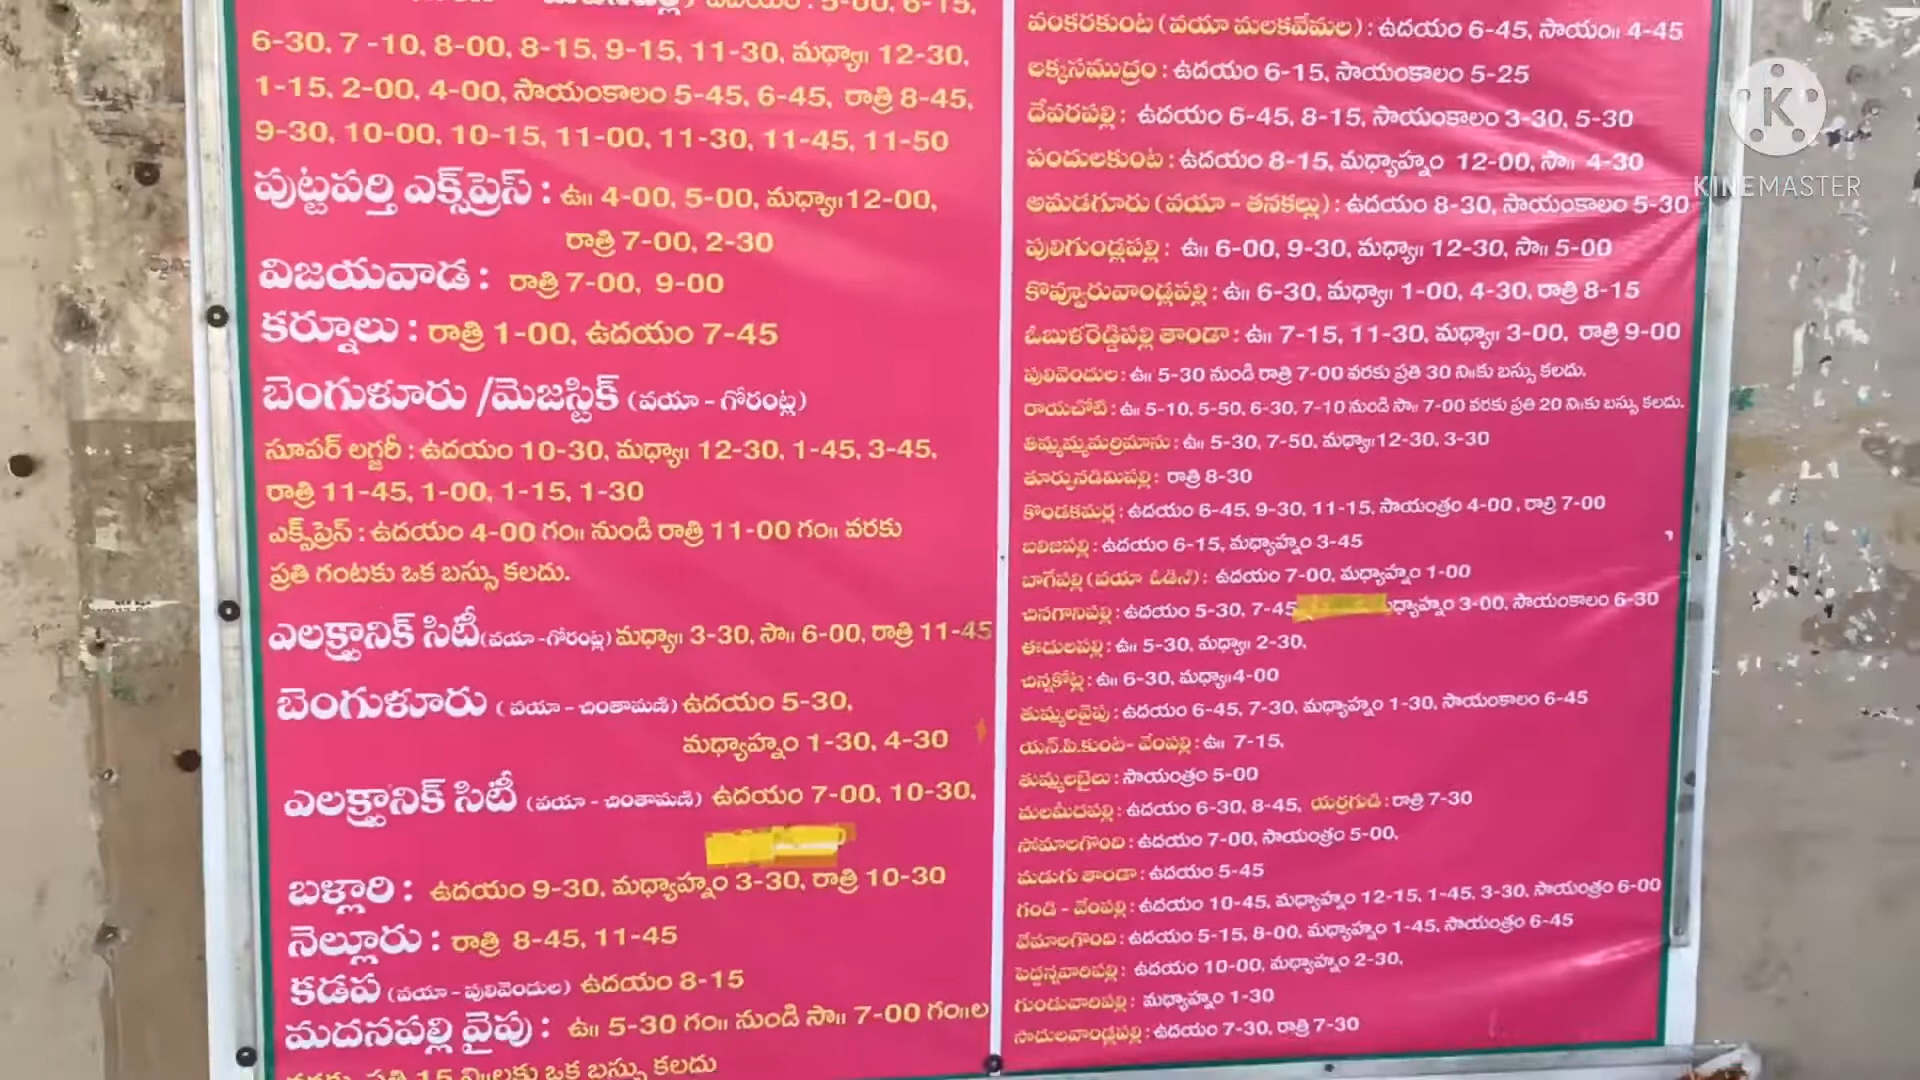 ఉదయం : 5-00, 6-15,
6-30, 7 -10, 8-00, 8-15, 9-15, 11-30, మధ్యా॥ 12-30,
1-15, 2-00, 4-00, సాయంకాలం 5-45, 6-45, రాత్రి 8-45,
9-30, 10-00, 10-15, 11-00, 11-30, 11-45, 11-50
పుట్టపర్తి ఎక్స్‌ప్రెస్ : ఉ॥ 4-00, 5-00, మధ్యా॥12-00,
రాత్రి 7-00, 2-30
విజయవాడ : రాత్రి 7-00, 9-00
కర్నూలు : రాత్రి 1-00, ఉదయం 7-45
బెంగుళూరు /మెజస్టిక్ (వయా - గోరంట్ల)
సూపర్ లగ్జరీ : ఉదయం 10-30, మధ్యా॥ 12-30, 1-45, 3-45,
రాత్రి 11-45, 1-00, 1-15, 1-30
ఎక్స్‌ప్రెస్ : ఉదయం 4-00 గం॥ నుండి రాత్రి 11-00 గం॥ వరకు
ప్రతి గంటకు ఒక బస్సు కలదు.
ఎలక్ట్రానిక్ సిటీ (వయా -గోరంట్ల) మధ్యా॥ 3-30, సా॥ 6-00, రాత్రి 11-45
బెంగుళూరు ( వయా - చింతామణి) ఉదయం 5-30,
మధ్యాహ్నం 1-30, 4-30
ఎలక్ట్రానిక్ సిటీ (వయా - చింతామణి) ఉదయం 7-00, 10-30,
బళ్లారి : ఉదయం 9-30, మధ్యాహ్నం 3-30, రాత్రి 10-30
నెల్లూరు : రాత్రి 8-45, 11-45
కడప (వయా - పులివెందుల) ఉదయం 8-15
మదనపల్లి వైపు : ఉ॥ 5-30 గం॥ నుండి సా॥ 7-00 గం॥ల
వరకు ప్రతి 15 ని॥లకు ఒక బస్సు కలదు
వంకరకుంట (వయా మలకవేమల) : ఉదయం 6-45, సాయం॥ 4-45
లక్కసముద్రం : ఉదయం 6-15, సాయంకాలం 5-25
దేవరపల్లి : ఉదయం 6-45, 8-15, సాయంకాలం 3-30, 5-30
పందులకుంట : ఉదయం 8-15, మధ్యాహ్నం 12-00, సా॥ 4-30
అమడగూరు (వయా - తనకల్లు) : ఉదయం 8-30, సాయంకాలం 5-30
పులిగుండ్లపల్లి : ఉ॥ 6-00, 9-30, మధ్యా॥ 12-30, సా॥ 5-00
కొవ్వూరువాండ్లపల్లి : ఉ॥ 6-30, మధ్యా॥ 1-00, 4-30, రాత్రి 8-15
ఓబుళరెడ్డిపల్లి తాండా : ఉ॥ 7-15, 11-30, మధ్యా॥ 3-00, రాత్రి 9-00
పులివెందుల : ఉ॥ 5-30 నుండి రాత్రి 7-00 వరకు ప్రతి 30 ని॥కు బస్సు కలదు.
రాయచోటి : ఉ॥ 5-10, 5-50, 6-30, 7-10 నుండి సా॥ 7-00 వరకు ప్రతి 20 ని॥కు బస్సు కలదు.
తిమ్మమ్మమర్రిమాను : ఉ॥ 5-30, 7-50, మధ్యా॥12-30, 3-30
తూర్పునడిమిపల్లి : రాత్రి 8-30
కొండకమర్ల : ఉదయం 6-45, 9-30, 11-15, సాయంత్రం 4-00 , రాత్రి 7-00
బలిజపల్లి : ఉదయం 6-15, మధ్యాహ్నం 3-45
బాగేపల్లి (వయా ఓడిసి) : ఉదయం 7-00, మధ్యాహ్నం 1-00
చినగానిపల్లి : ఉదయం 5-30, 7-45 మధ్యాహ్నం 3-00, సాయంకాలం 6-30
ఈదులపల్లి : ఉ॥ 5-30, మధ్యా॥ 2-30,
చిన్నకోట్ల : ఉ॥ 6-30, మధ్యా॥4-00
తుమ్మలవైపు : ఉదయం 6-45, 7-30, మధ్యాహ్నం 1-30, సాయంకాలం 6-45
యన్.పి.కుంట- వేంపల్లి : ఉ॥ 7-15,
తుమ్మలబైలు : సాయంత్రం 5-00
మలమీదపల్లి : ఉదయం 6-30, 8-45, యర్రగుడి : రాత్రి 7-30
సోమాలగొంది : ఉదయం 7-00, సాయంత్రం 5-00,
మడుగు తాండా : ఉదయం 5-45
గండి - వేంపల్లి : ఉదయం 10-45, మధ్యాహ్నం 12-15, 1-45, 3-30, సాయంత్రం 6-00
వేమాలగొంది : ఉదయం 5-15, 8-00, మధ్యాహ్నం 1-45, సాయంత్రం 6-45
పెద్దన్నవారిపల్లి : ఉదయం 10-00, మధ్యాహ్నం 2-30,
గుండువారిపల్లి : మధ్యాహ్నం 1-30
సాదులవాండ్లపల్లి : ఉదయం 7-30, రాత్రి 7-30
K
KINEMASTER